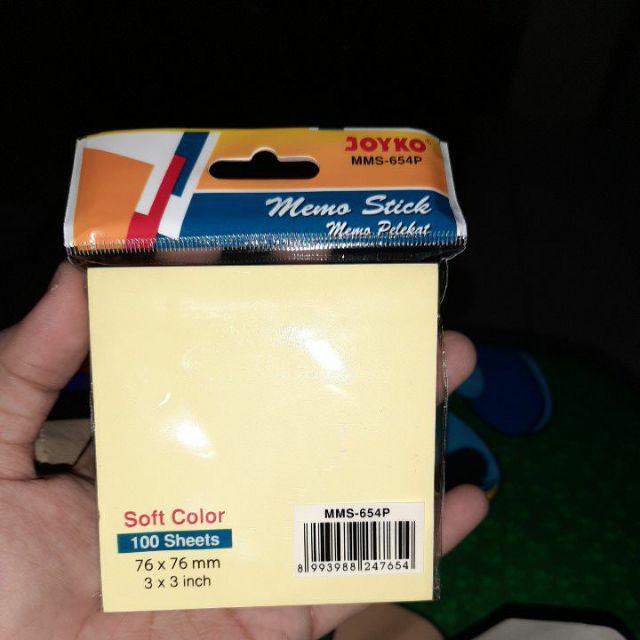 JOYKO
MMS-654P
Memo Stick
Memo Pelekat
Soft Color
100 Sheets
76 x 76 mm
3 x 3 inch
MMS-654P
8 993988 247654